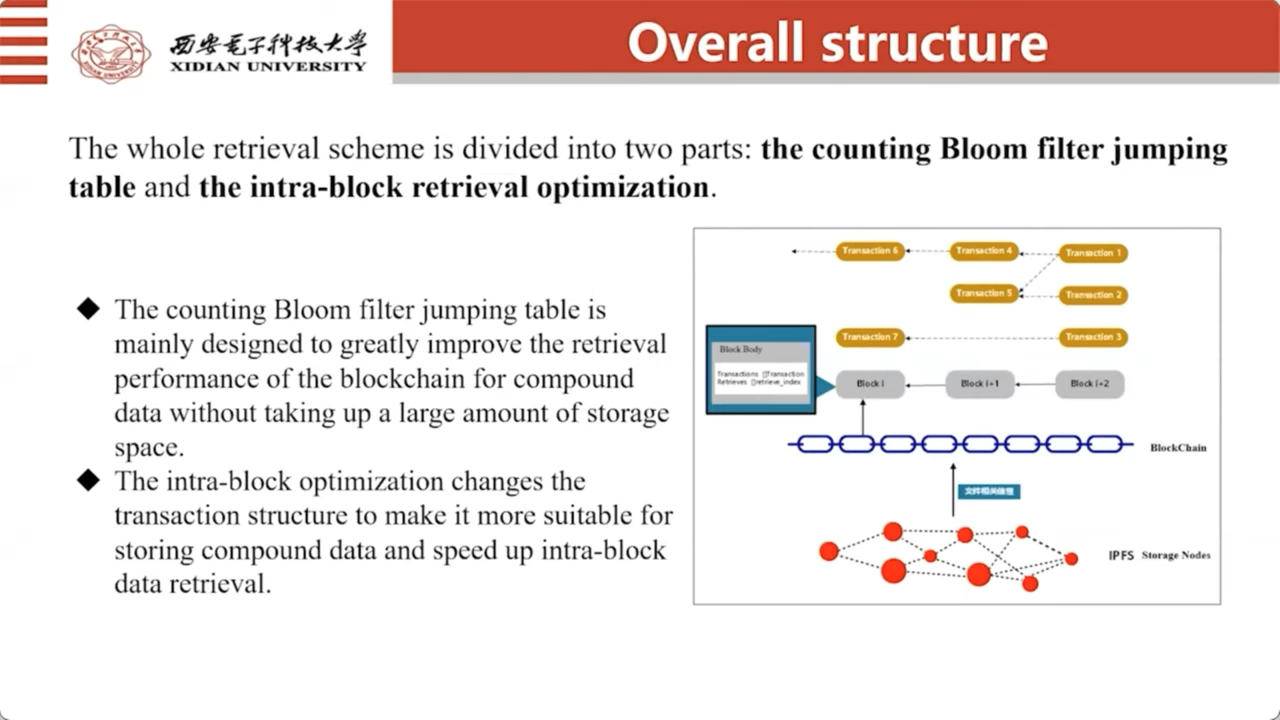 西安电子科技大学
XIDIAN UNIVERSITY
Overall structure
The whole retrieval scheme is divided into two parts: the counting Bloom filter jumping
table and the intra-block retrieval optimization.
◆ The counting Bloom filter jumping table is
mainly designed to greatly improve the retrieval
performance of the blockchain for compound
data without taking up a large amount of storage
space.
◆ The intra-block optimization changes the
transaction structure to make it more suitable for
storing compound data and speed up intra-block
data retrieval.
Transaction 6
Transaction 4
Transaction 1
Transaction 5
Transaction 2
Transaction 7
Transaction 3
Block Body
Transactions []Transaction
Retrieves []retrieve_index
Block i
Block i+1
Block i+2
BlockChain
文件相关信息
IPFS Storage Nodes